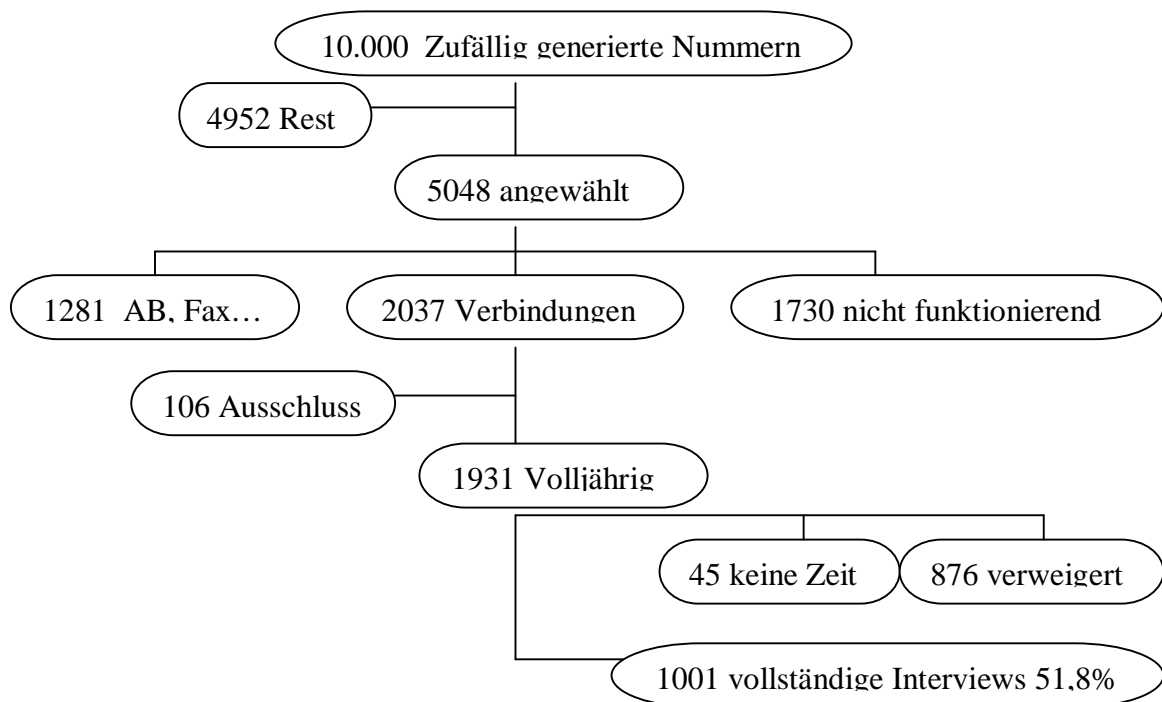 10.000 Zufällig generierte Nummern
4952 Rest
5048 angewählt
1281 AB, Fax…
2037 Verbindungen
1730 nicht funktionierend
106 Ausschluss
1931 Volljährig
45 keine Zeit
876 verweigert
1001 vollständige Interviews 51,8%